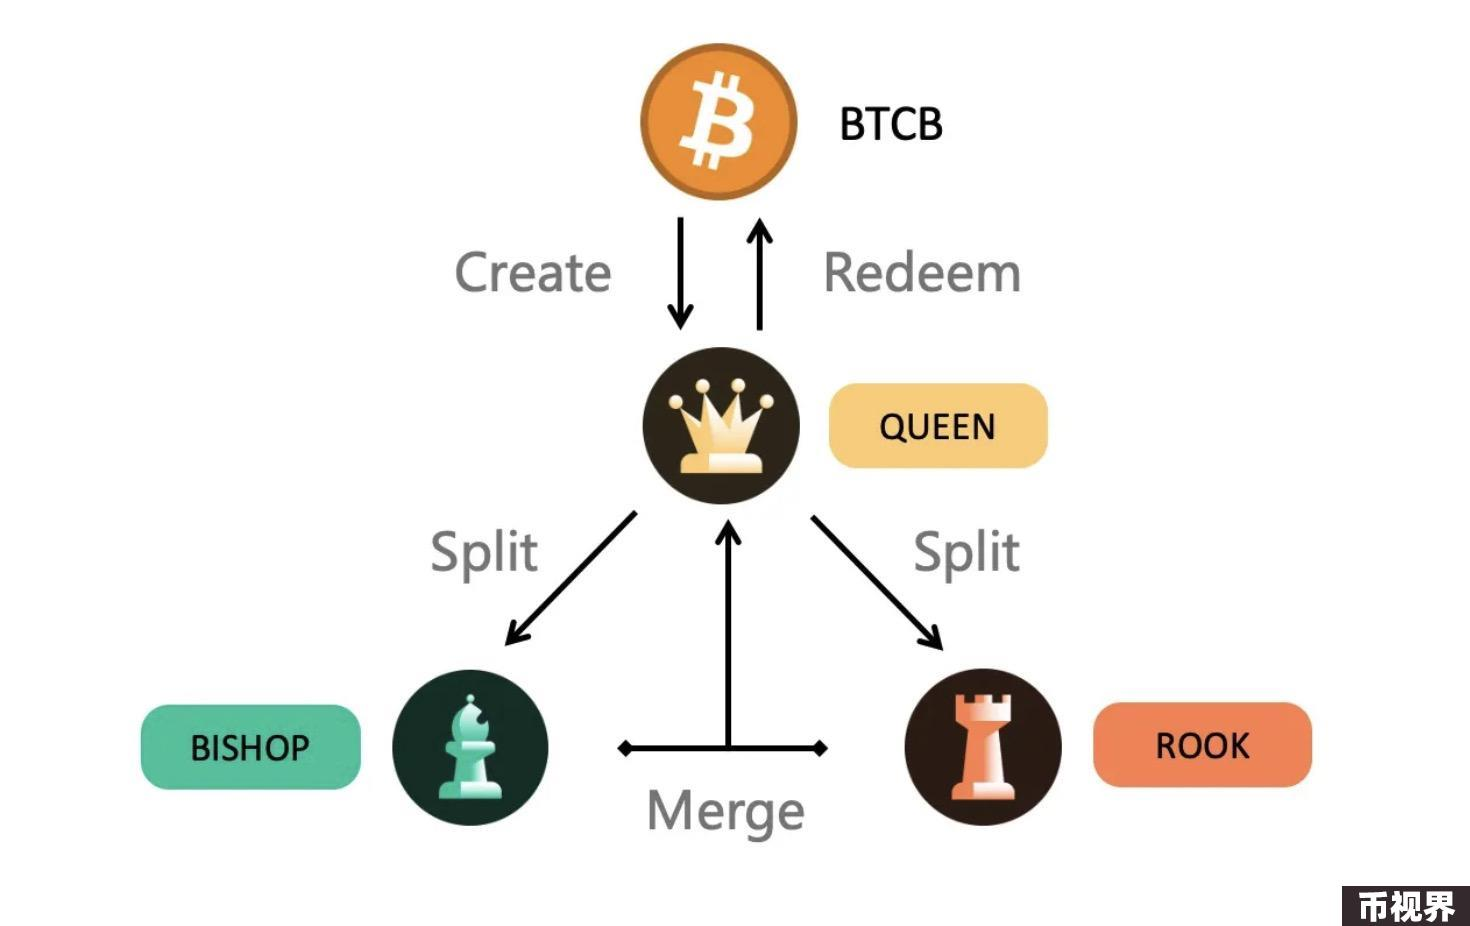 BTCB
Create
Redeem
QUEEN
Split
Split
BISHOP
ROOK
Merge
币视界